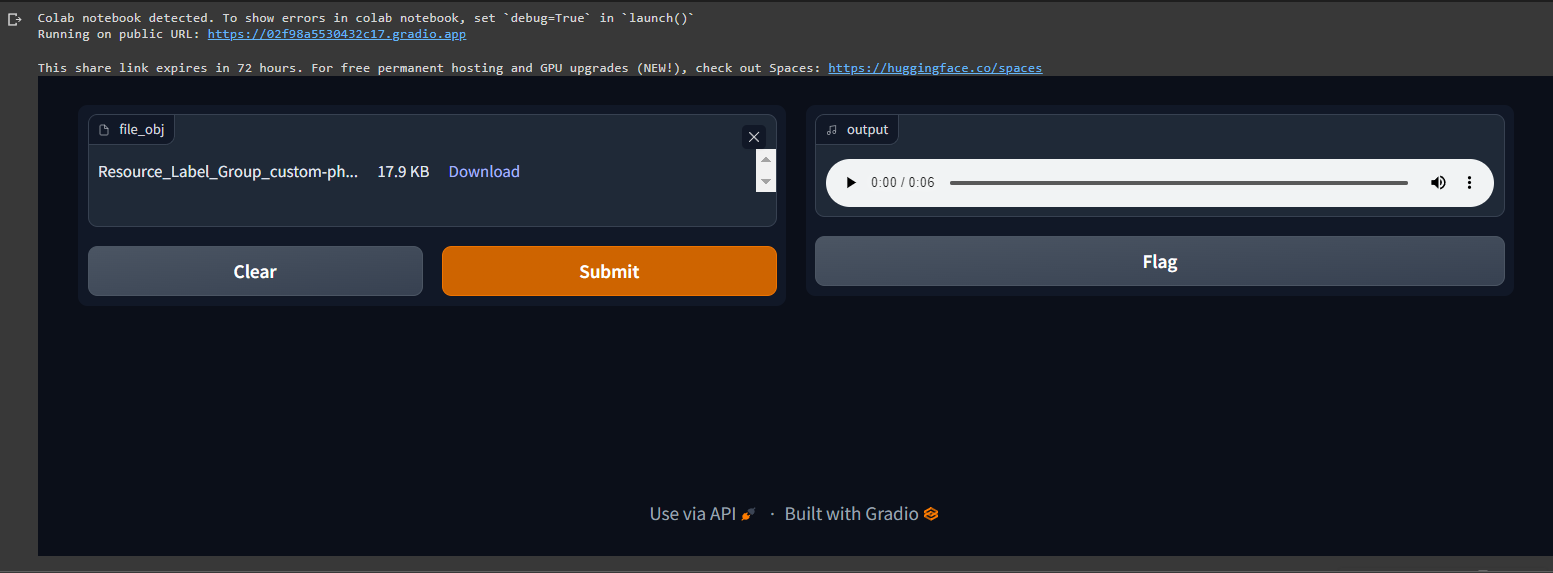 Colab notebook detected. To show errors in colab notebook, set `debug=True` in `launch()`
Running on public URL: https://02f98a5530432c17.gradio.app
This share link expires in 72 hours. For free permanent hosting and GPU upgrades (NEW!), check out Spaces: https://huggingface.co/spaces
file_obj
Resource_Label_Group_custom-ph... 17.9 KB Download
Clear Submit
output
0:00 / 0:06
Flag
Use via API · Built with Gradio